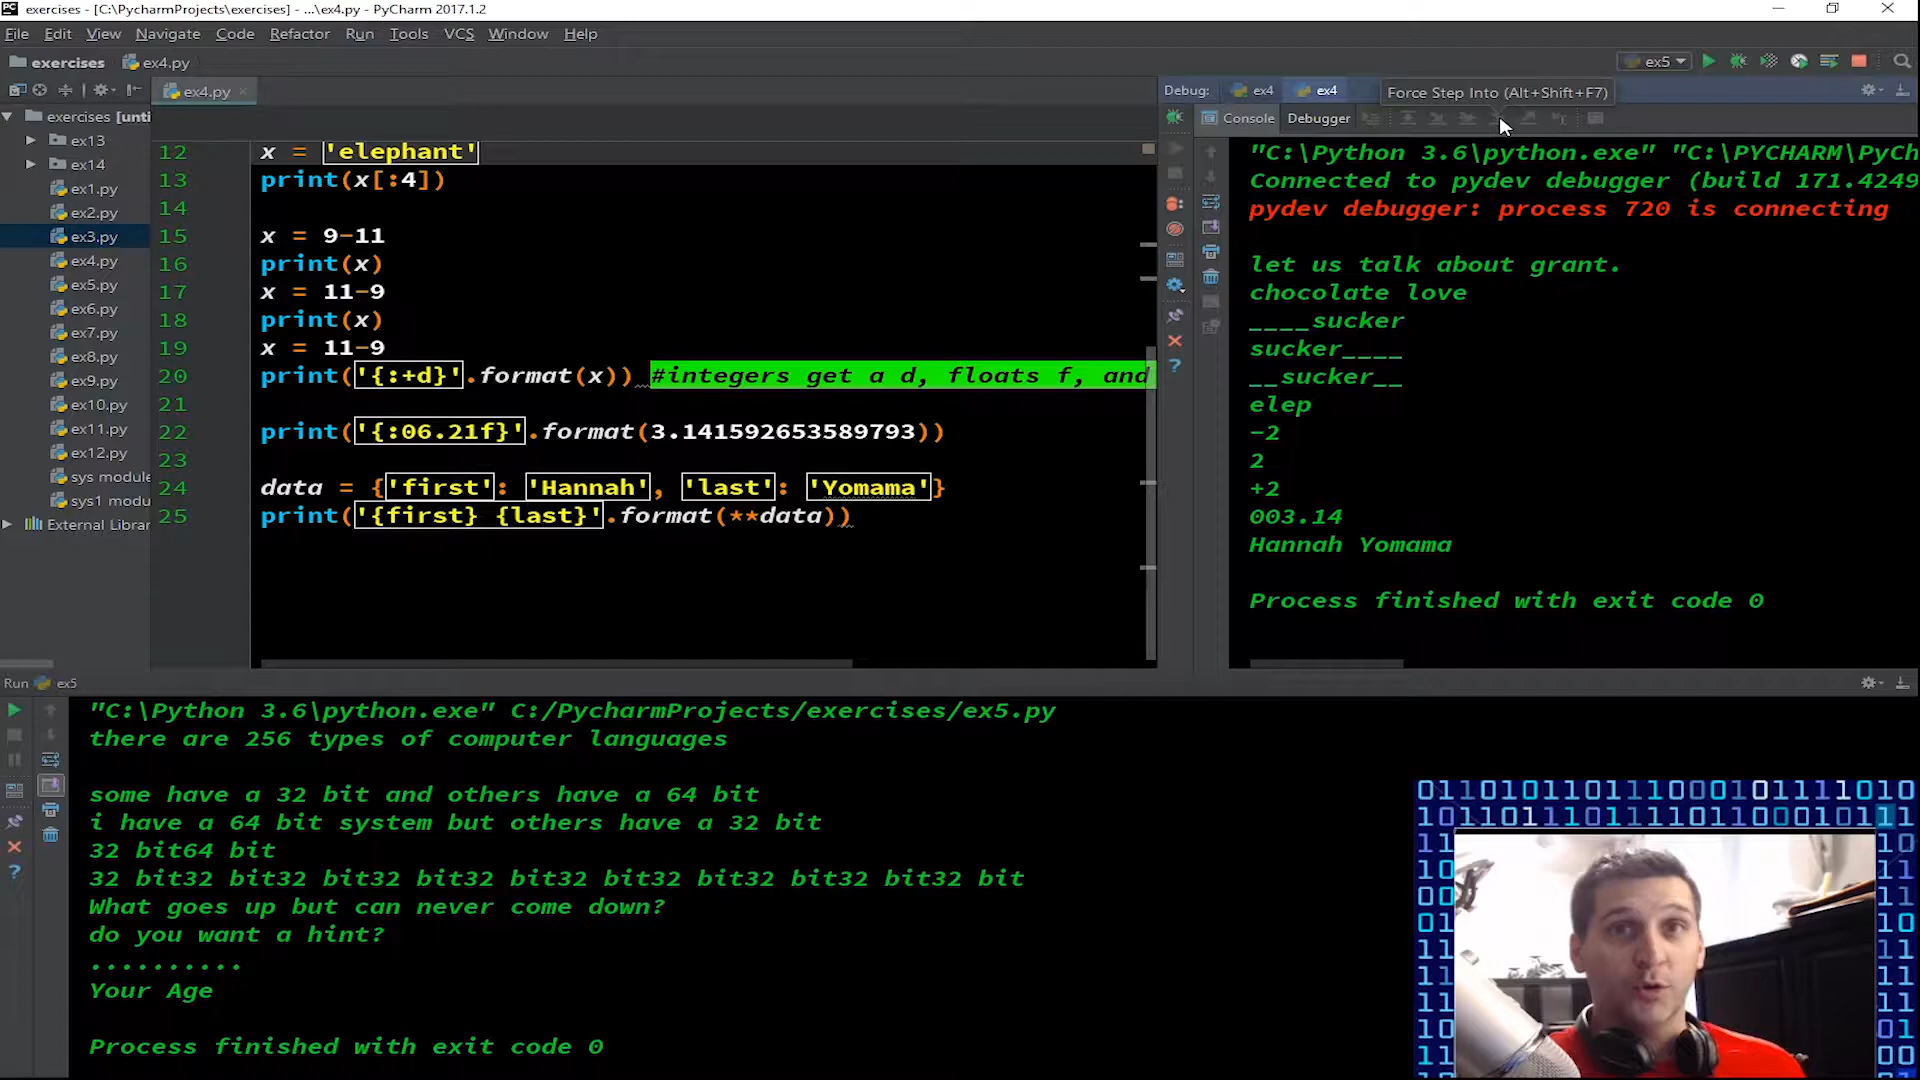 exercises - [C:\PycharmProjects\exercises] - ...\ex4.py - PyCharm 2017.1.2
File Edit View Navigate Code Refactor Run Tools VCS Window Help
exercises ex4.py
ex5
ex4.py
Debug: ex4 ex4
Force Step Into (Alt+Shift+F7)
Console Debugger
exercises [unti
ex13
ex14
ex1.py
ex2.py
ex3.py
ex4.py
ex5.py
ex6.py
ex7.py
ex8.py
ex9.py
ex10.py
ex11.py
ex12.py
sys module
sys1 modu
External Librar
12 x = 'elephant'
13 print(x[:4])
14
15 x = 9-11
16 print(x)
17 x = 11-9
18 print(x)
19 x = 11-9
20 print('{:+d}'.format(x)) #integers get a d, floats f, and
21
22 print('{:06.21f}'.format(3.141592653589793))
23
24 data = {'first': 'Hannah', 'last': 'Yomama'}
25 print('{first} {last}'.format(**data))
"C:\Python 3.6\python.exe" "C:\PYCHARM\PyCh
Connected to pydev debugger (build 171.4249
pydev debugger: process 720 is connecting
let us talk about grant.
chocolate love
____sucker
sucker____
__sucker__
elep
-2
2
+2
003.14
Hannah Yomama
Process finished with exit code 0
Run ex5
"C:\Python 3.6\python.exe" C:/PycharmProjects/exercises/ex5.py
there are 256 types of computer languages
some have a 32 bit and others have a 64 bit
i have a 64 bit system but others have a 32 bit
32 bit64 bit
32 bit32 bit32 bit32 bit32 bit32 bit32 bit32 bit32 bit32 bit
What goes up but can never come down?
do you want a hint?
..........
Your Age
Process finished with exit code 0